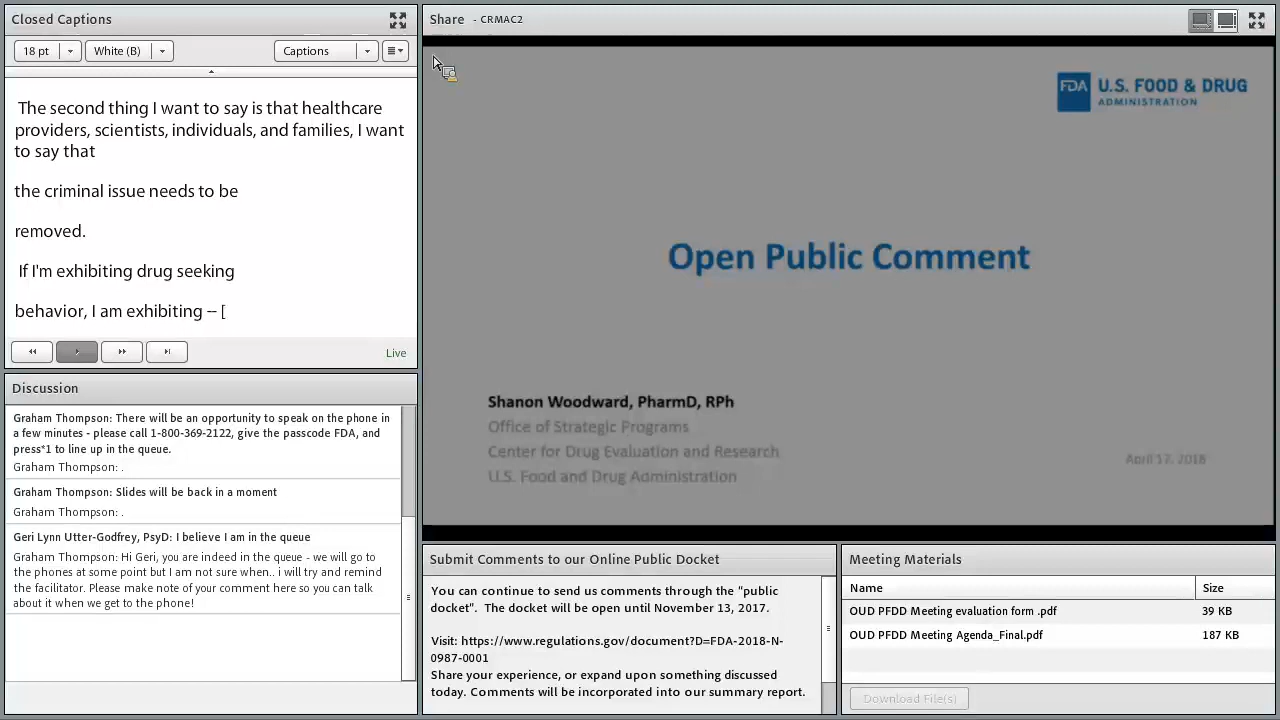 Closed Captions
18 pt
White (B)
Captions
The second thing I want to say is that healthcare
providers, scientists, individuals, and families, I want
to say that
the criminal issue needs to be
removed.
If I'm exhibiting drug seeking
behavior, I am exhibiting -- [
Live
Discussion
Graham Thompson: There will be an opportunity to speak on the phone in
a few minutes - please call 1-800-369-2122, give the passcode FDA, and
press*1 to line up in the queue.
Graham Thompson: .
Graham Thompson: Slides will be back in a moment
Graham Thompson: .
Geri Lynn Utter-Godfrey, PsyD: I believe I am in the queue
Graham Thompson: Hi Geri, you are indeed in the queue - we will go to
the phones at some point but I am not sure when.. i will try and remind
the facilitator. Please make note of your comment here so you can talk
about it when we get to the phone!
Share - CRMAC2
FDA U.S. FOOD & DRUG
ADMINISTRATION
Open Public Comment
Shanon Woodward, PharmD, RPh
Office of Strategic Programs
Center for Drug Evaluation and Research
U.S. Food and Drug Administration
April 17, 2018
Submit Comments to our Online Public Docket
You can continue to send us comments through the "public
docket". The docket will be open until November 13, 2017.
Visit: https://www.regulations.gov/document?D=FDA-2018-N-
0987-0001
Share your experience, or expand upon something discussed
today. Comments will be incorporated into our summary report.
Meeting Materials
Name Size
OUD PFDD Meeting evaluation form .pdf 39 KB
OUD PFDD Meeting Agenda_Final.pdf 187 KB
Download File(s)